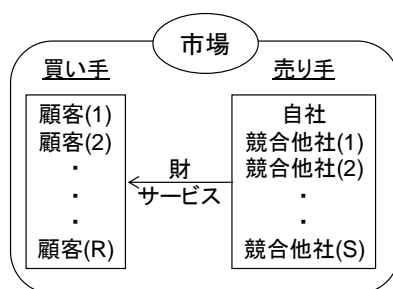 市場
買い手
売り手
顧客(1)
顧客(2)
・
・
・
顧客(R)
財
サービス
自社
競合他社(1)
競合他社(2)
・
・
競合他社(S)